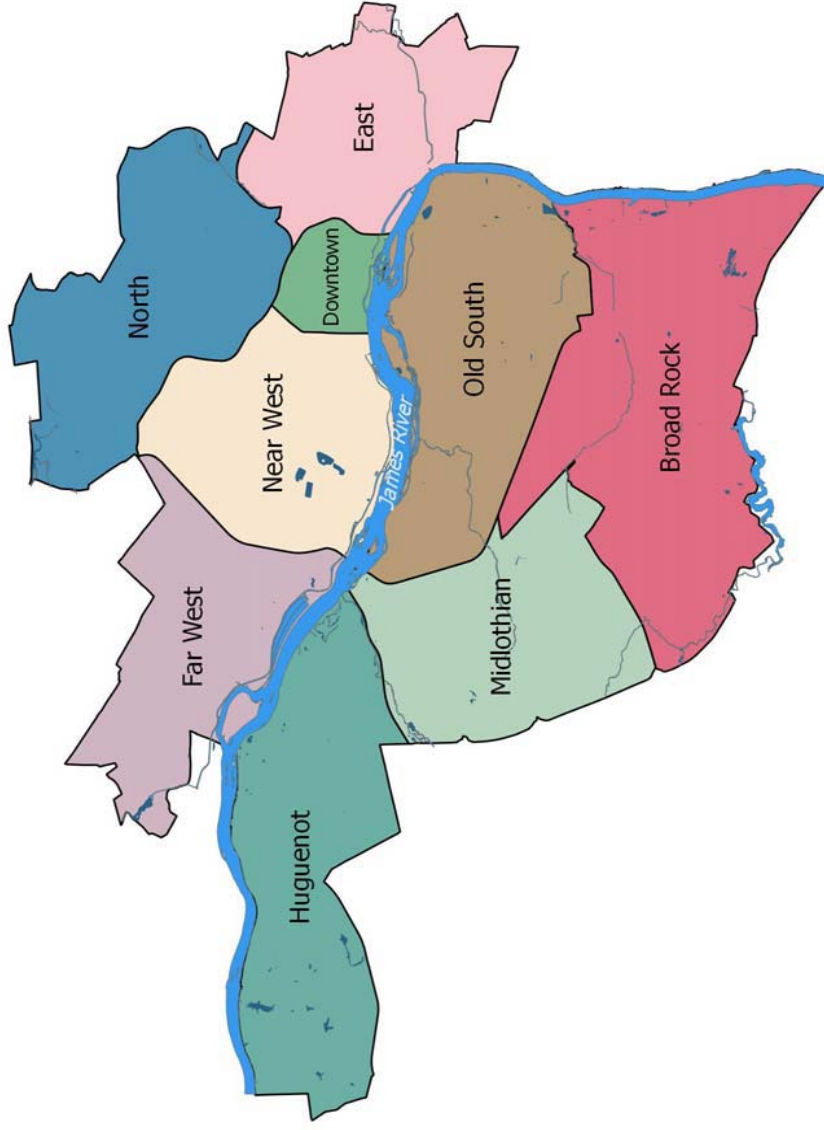 North
East
Downtown
Near West
Far West
James River
Old South
Huguenot
Midlothian
Broad Rock